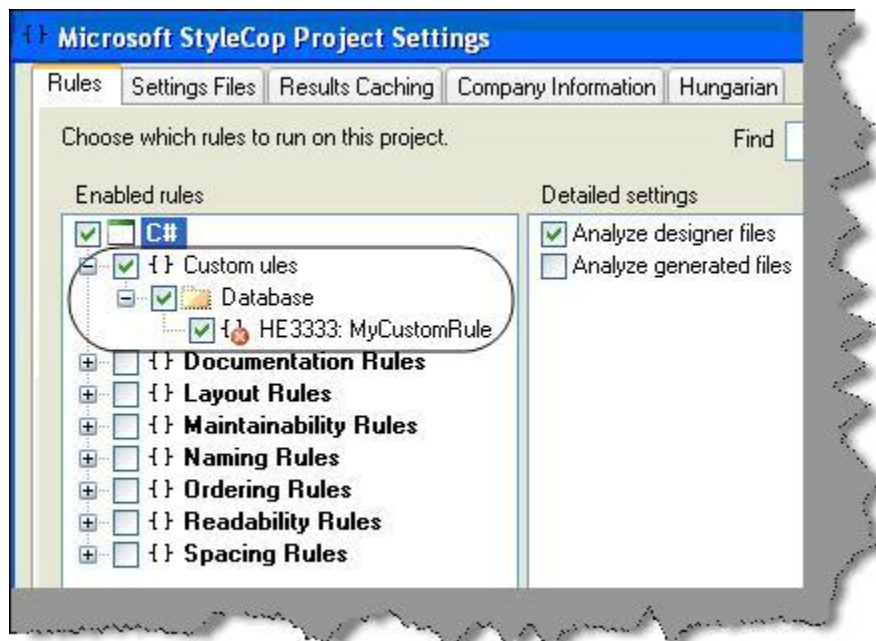 {} Microsoft StyleCop Project Settings
Rules Settings Files Results Caching Company Information Hungarian
Choose which rules to run on this project. Find
Enabled rules
Detailed settings
C#
Analyze designer files
{} Custom ules
Analyze generated files
Database
HE3333: MyCustomRule
{} Documentation Rules
{} Layout Rules
{} Maintainability Rules
{} Naming Rules
{} Ordering Rules
{} Readability Rules
{} Spacing Rules